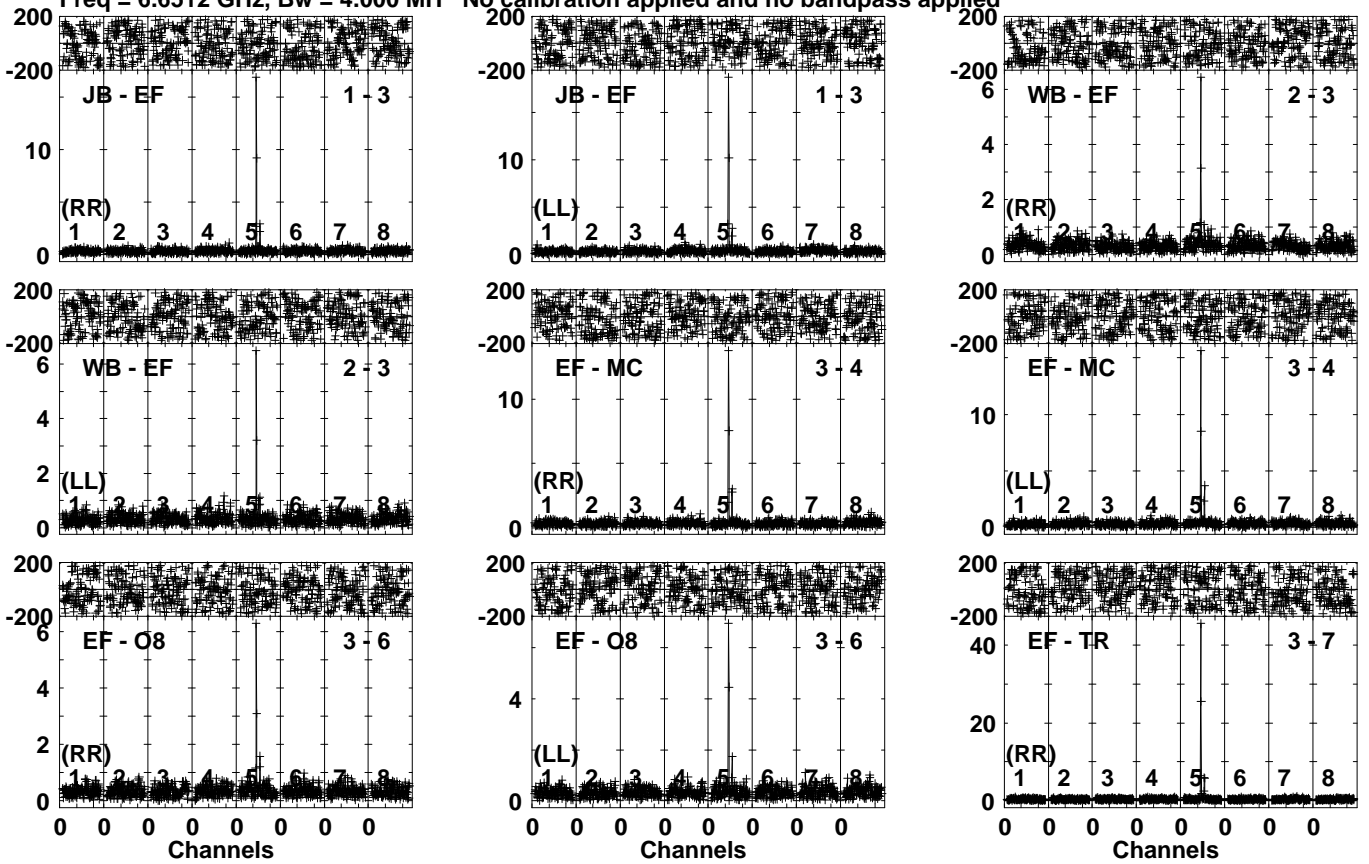 Freq = 6.6512 GHz, Bw = 4.000 MH No calibration applied and no bandpass applied
200
-200
JB - EF 1 - 3
10
(RR)
1 2 3 4 5 6 7 8
0
200
-200
JB - EF 1 - 3
10
(LL)
1 2 3 4 5 6 7 8
0
200
-200
6
WB - EF 2 - 3
4
2
(RR)
1 2 3 4 5 6 7 8
0
200
-200
6
WB - EF 2 - 3
4
2
(LL)
1 2 3 4 5 6 7 8
0
200
-200
EF - MC 3 - 4
10
(RR)
1 2 3 4 5 6 7 8
0
200
-200
EF - MC 3 - 4
10
(LL)
1 2 3 4 5 6 7 8
0
200
-200
6
EF - O8 3 - 6
4
2
(RR)
1 2 3 4 5 6 7 8
0
0 0 0 0 0 0 0 0
Channels
200
-200
EF - O8 3 - 6
4
(LL)
1 2 3 4 5 6 7 8
0
0 0 0 0 0 0 0 0
Channels
200
-200
EF - TR 3 - 7
40
20
(RR)
1 2 3 4 5 6 7 8
0
0 0 0 0 0 0 0 0
Channels